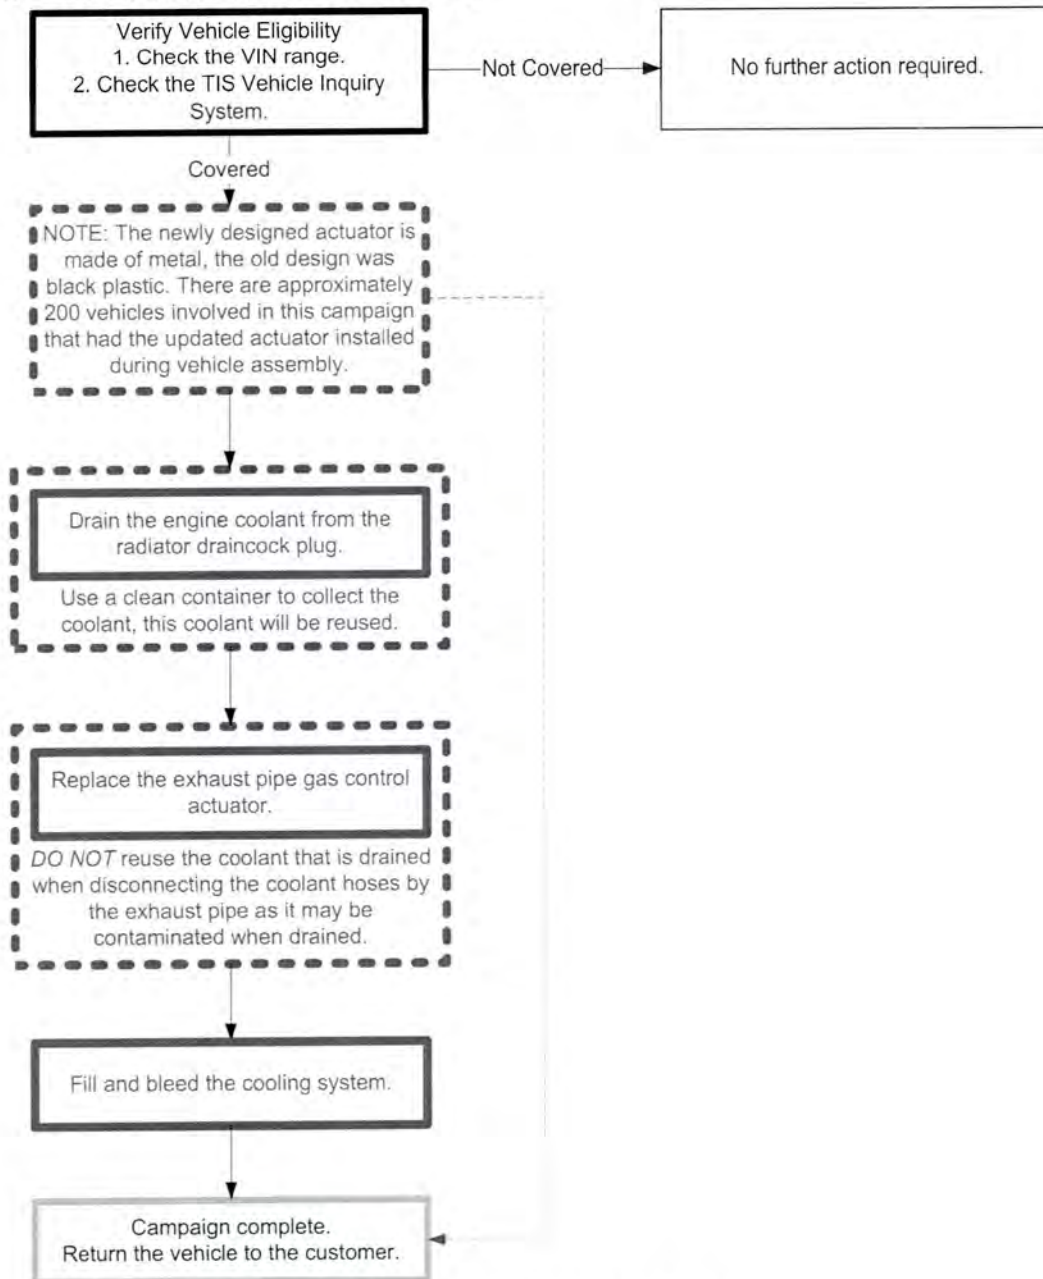 Verify Vehicle Eligibility
1. Check the VIN range.
2. Check the TIS Vehicle Inquiry
System.
Not Covered
No further action required.
Covered
NOTE: The newly designed actuator is
made of metal, the old design was
black plastic. There are approximately
200 vehicles involved in this campaign
that had the updated actuator installed
during vehicle assembly.
Drain the engine coolant from the
radiator draincock plug.
Use a clean container to collect the
coolant, this coolant will be reused.
Replace the exhaust pipe gas control
actuator.
DO NOT reuse the coolant that is drained
when disconnecting the coolant hoses by
the exhaust pipe as it may be
contaminated when drained.
Fill and bleed the cooling system.
Campaign complete.
Return the vehicle to the customer.